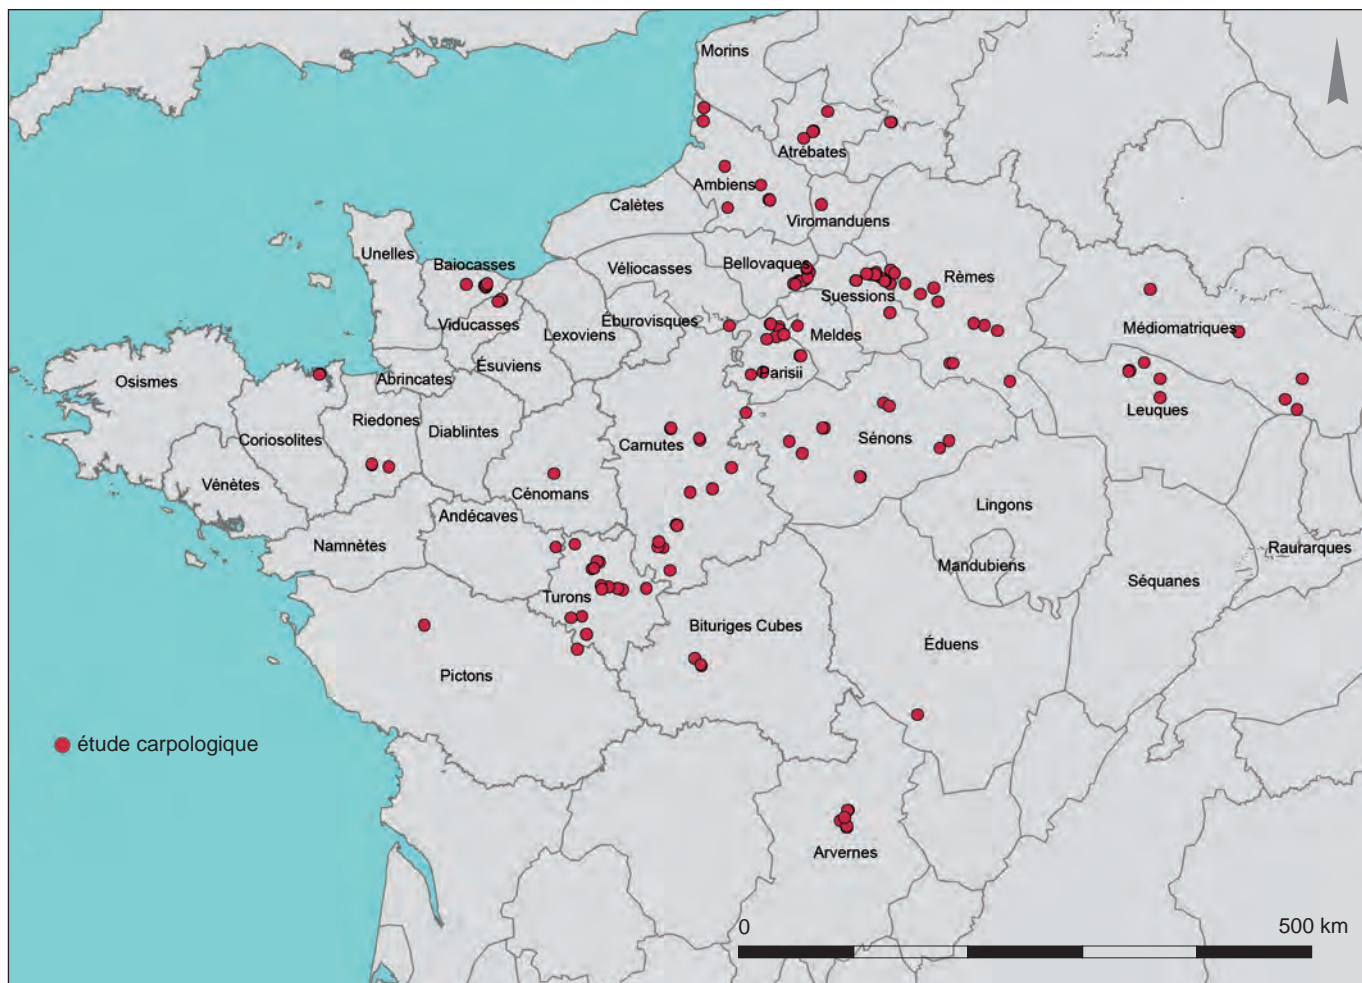 Morins
Atrébates
Ambiens
Calètes
Viromanduens
Unelles
Baiocasses
Véliocasses
Bellovaques
Suessions
Rèmes
Viducasses
Lexoviens
Éburovisques
Meldes
Médiomatriques
Osismes
Abrincates
Ésuviens
Parisii
Leuques
Coriosolites
Riedones
Diablintes
Carnutes
Sénons
Vénètes
Cénomans
Andécaves
Lingons
Namnètes
Mandubiens
Raurarques
Séquanes
Turons
Bituriges Cubes
Éduens
Pictons
étude carpologique
Arvernes
0 500 km